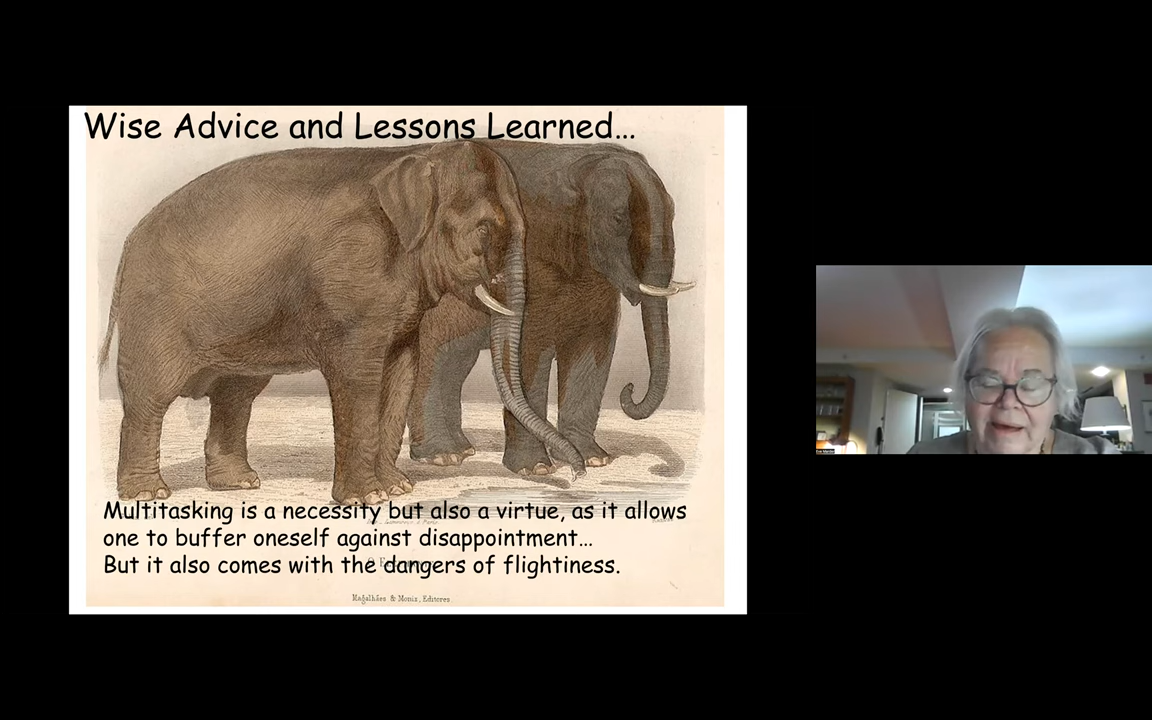 Wise Advice and Lessons Learned...
Multitasking is a necessity but also a virtue, as it allows
one to buffer oneself against disappointment...
But it also comes with the dangers of flightiness.
Magalhães & Moniz, Editores